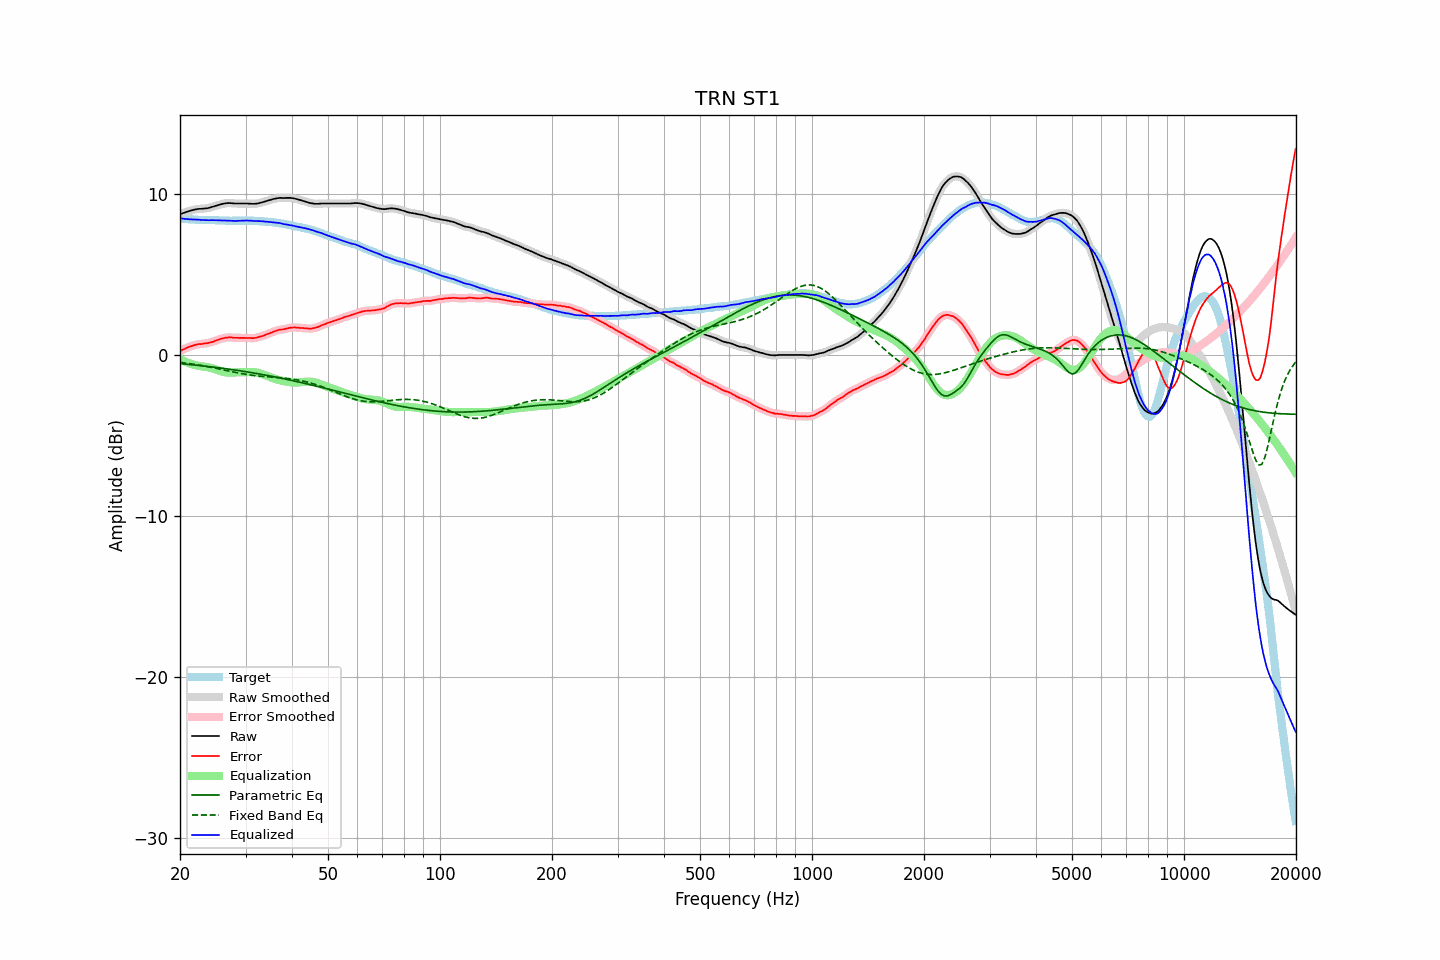 TRN ST1
Amplitude (dBr)
10
0
−10
−20
−30
Target
Raw Smoothed
Error Smoothed
Raw
Error
Equalization
Parametric Eq
Fixed Band Eq
Equalized
20 50 100 200 500 1000 2000 5000 10000 20000
Frequency (Hz)